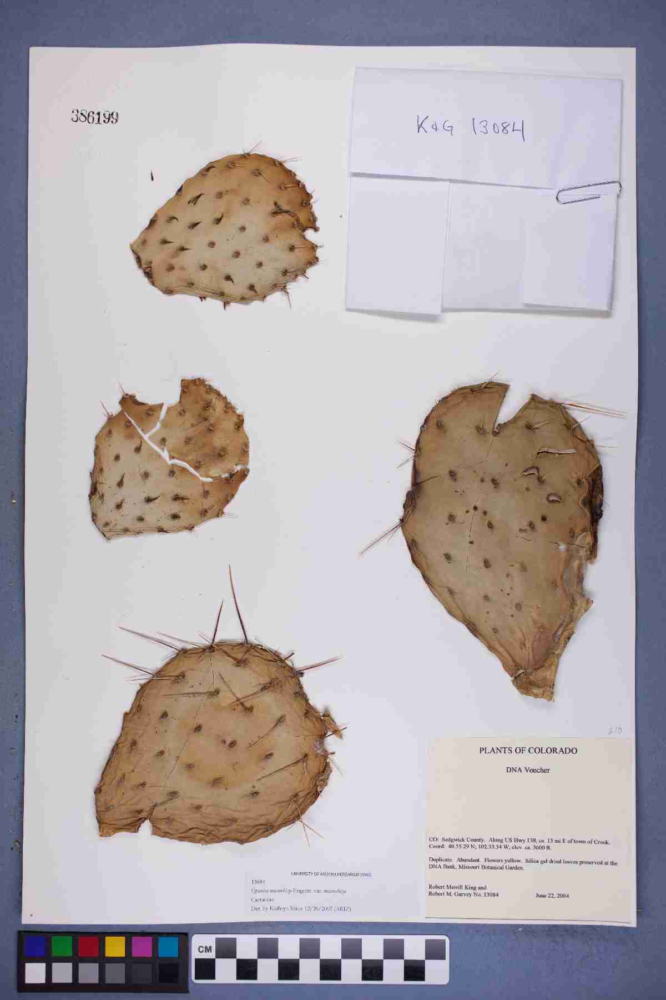 386199
K&G 13084
210
PLANTS OF COLORADO
DNA Voucher
CO: Sedgwick County. Along US Hwy 138, ca. 13 mi E of town of Crook.
Coord: 40.55.29 N; 102.33.34 W; elev. ca. 3600 ft.
Duplicate. Abundant. Flowers yellow. Silica gel dried leaves preserved at the
DNA Bank, Missouri Botanical Garden.
Robert Merrill King and
Robert M. Garvey No. 13084 June 22, 2004
UNIVERSITY OF ARIZONA HERBARIUM (ARIZ)
13084
Opuntia macrorhiza Engelm. var. macrorhiza
Cactaceae
Det. by Kathryn Mauz 12/20/2007 (ARIZ)
CM